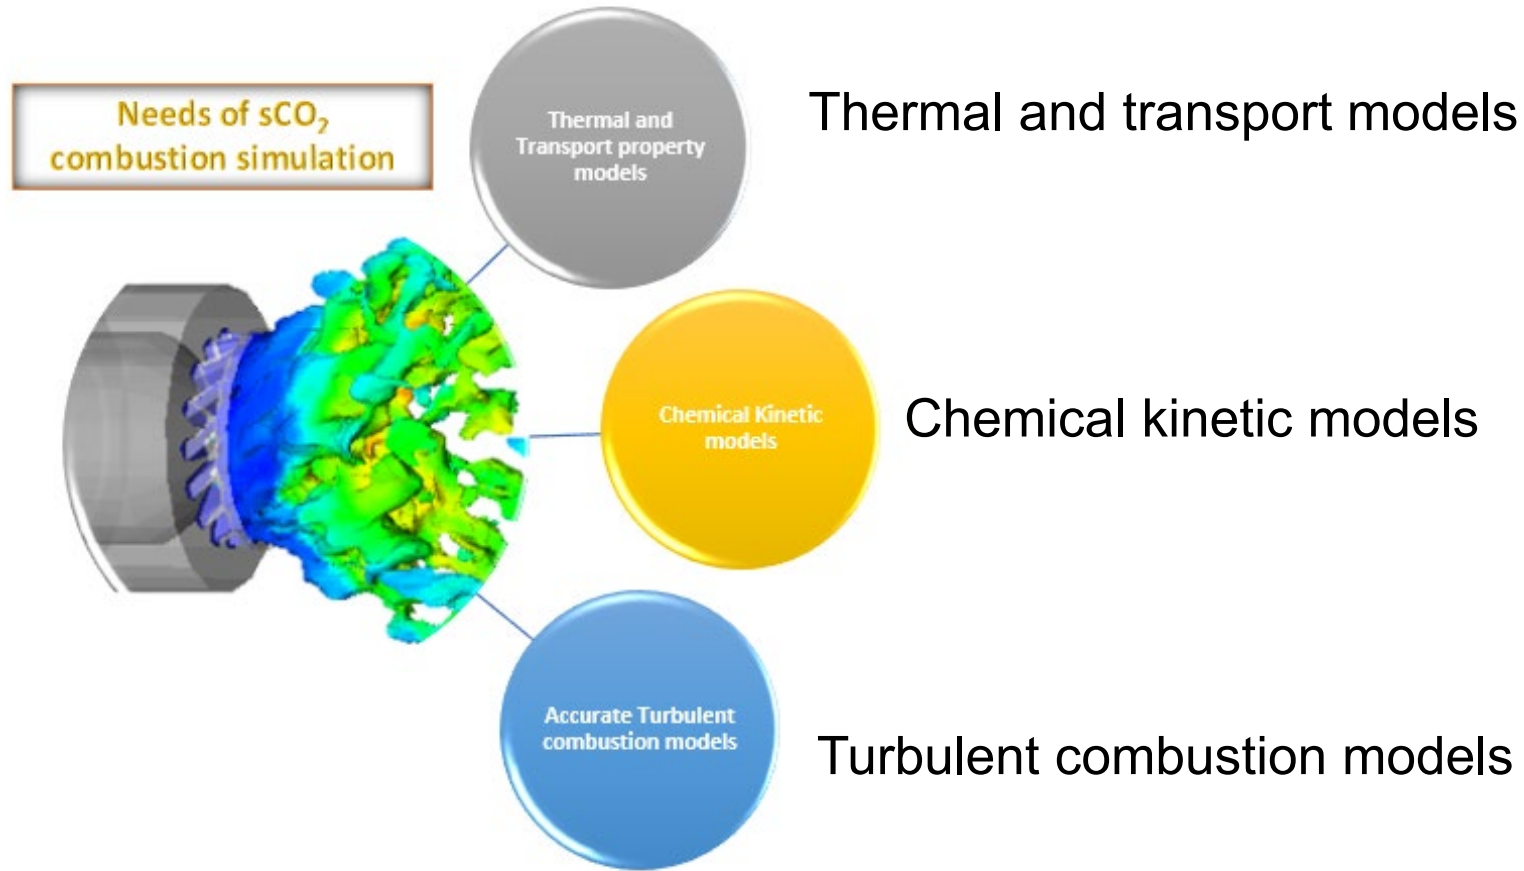 Needs of sCO₂
combustion simulation
Thermal and
Transport property
models
Thermal and transport models
Chemical Kinetic
models
Chemical kinetic models
Accurate Turbulent
combustion models
Turbulent combustion models